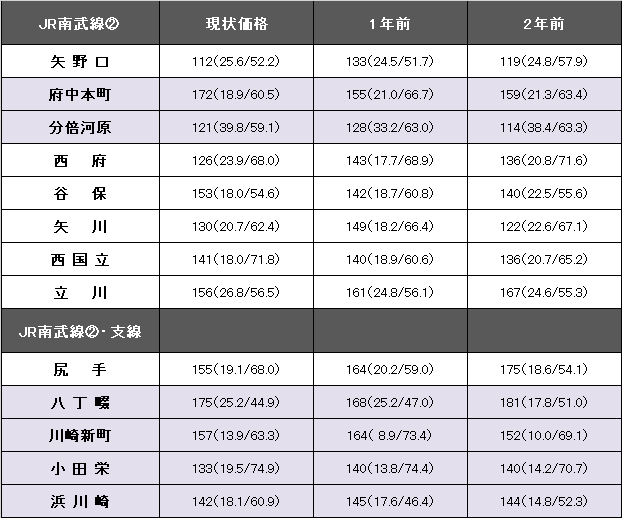 JR南武線② 現状価格 1年前 2年前
矢野口 112(25.6/52.2) 133(24.5/51.7) 119(24.8/57.9)
府中本町 172(18.9/60.5) 155(21.0/66.7) 159(21.3/63.4)
分倍河原 121(39.8/59.1) 128(33.2/63.0) 114(38.4/63.3)
西府 126(23.9/68.0) 143(17.7/68.9) 136(20.8/71.6)
谷保 153(18.0/54.6) 142(18.7/60.8) 140(22.5/55.6)
矢川 130(20.7/62.4) 149(18.2/66.4) 122(22.6/67.1)
西国立 141(18.0/71.8) 140(18.9/60.6) 136(20.7/65.2)
立川 156(26.8/56.5) 161(24.8/56.1) 167(24.6/55.3)
JR南武線②・支線
尻手 155(19.1/68.0) 164(20.2/59.0) 175(18.6/54.1)
八丁畷 175(25.2/44.9) 168(25.2/47.0) 181(17.8/51.0)
川崎新町 157(13.9/63.3) 164( 8.9/73.4) 152(10.0/69.1)
小田栄 133(19.5/74.9) 140(13.8/74.4) 140(14.2/70.7)
浜川崎 142(18.1/60.9) 145(17.6/46.4) 144(14.8/52.3)